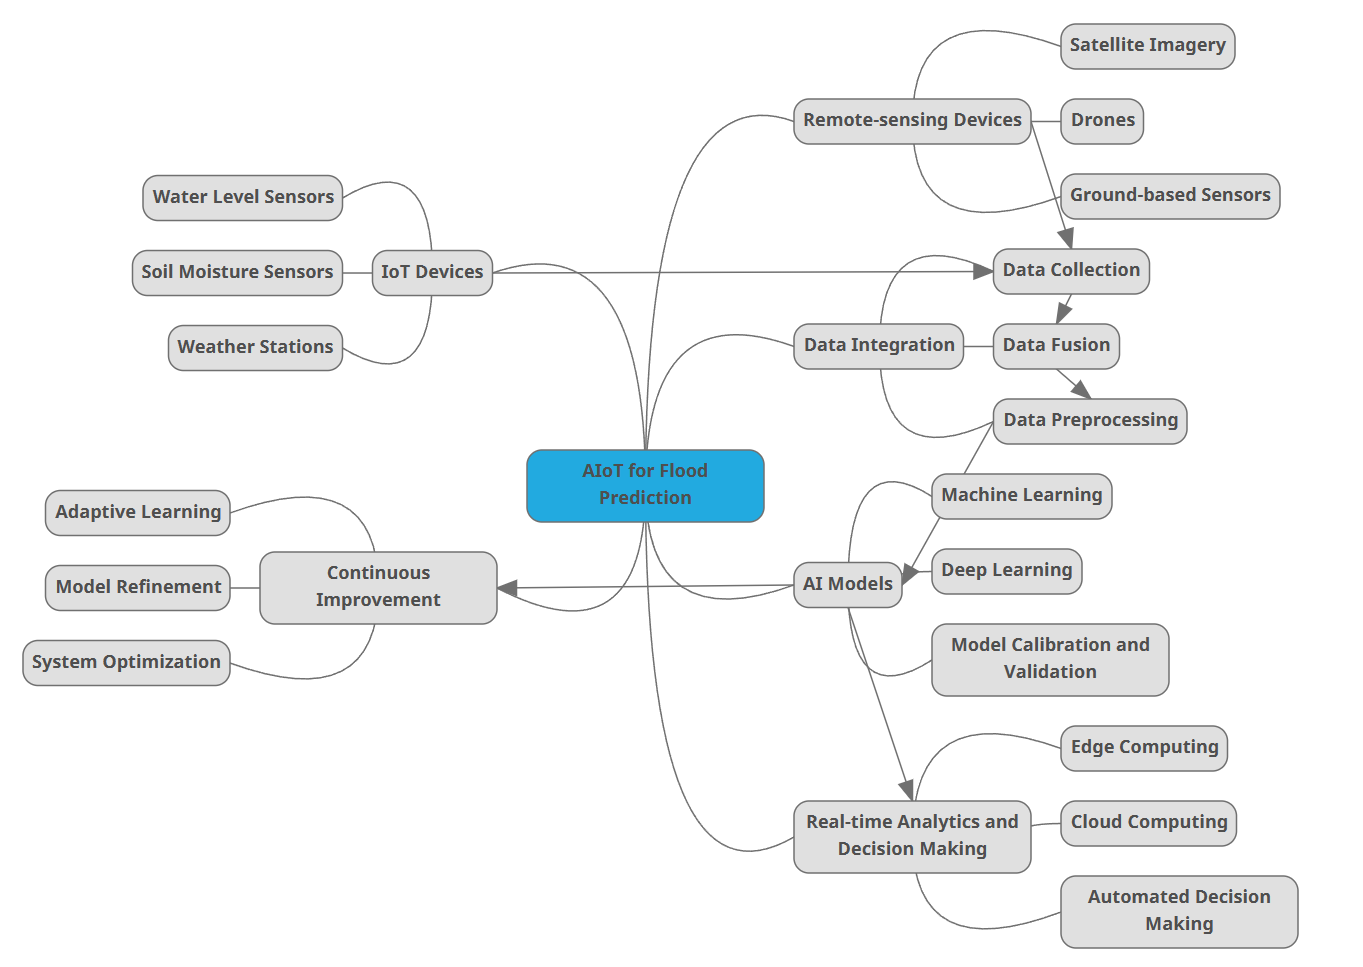 Satellite Imagery
Remote-sensing Devices
Drones
Ground-based Sensors
Water Level Sensors
Soil Moisture Sensors
IoT Devices
Weather Stations
Data Collection
Data Integration
Data Fusion
Data Preprocessing
AIoT for Flood
Prediction
Adaptive Learning
Continuous
Improvement
Model Refinement
System Optimization
Machine Learning
AI Models
Deep Learning
Model Calibration and
Validation
Edge Computing
Real-time Analytics and
Decision Making
Cloud Computing
Automated Decision
Making